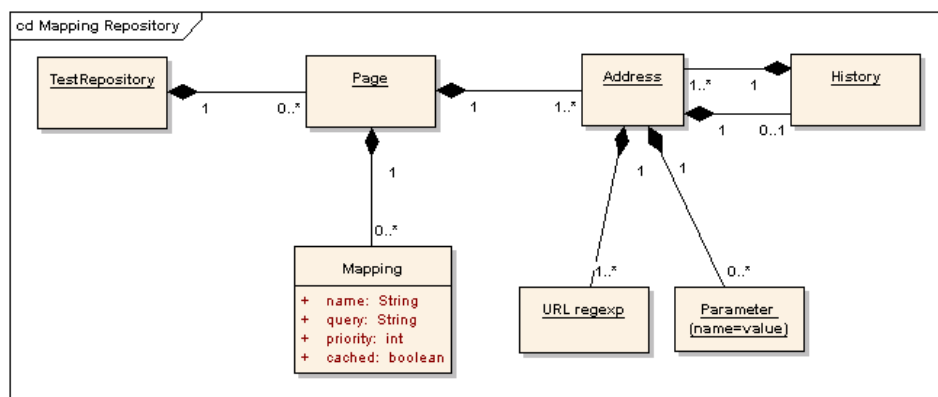 cd Mapping Repository
TestRepository
Page
Address
History
1
0..*
1
1..*
1..*
1
1
0..1
1
1
1
0..*
1..*
0..*
Mapping
+ name: String
+ query: String
+ priority: int
+ cached: boolean
URL regexp
Parameter
(name=value)